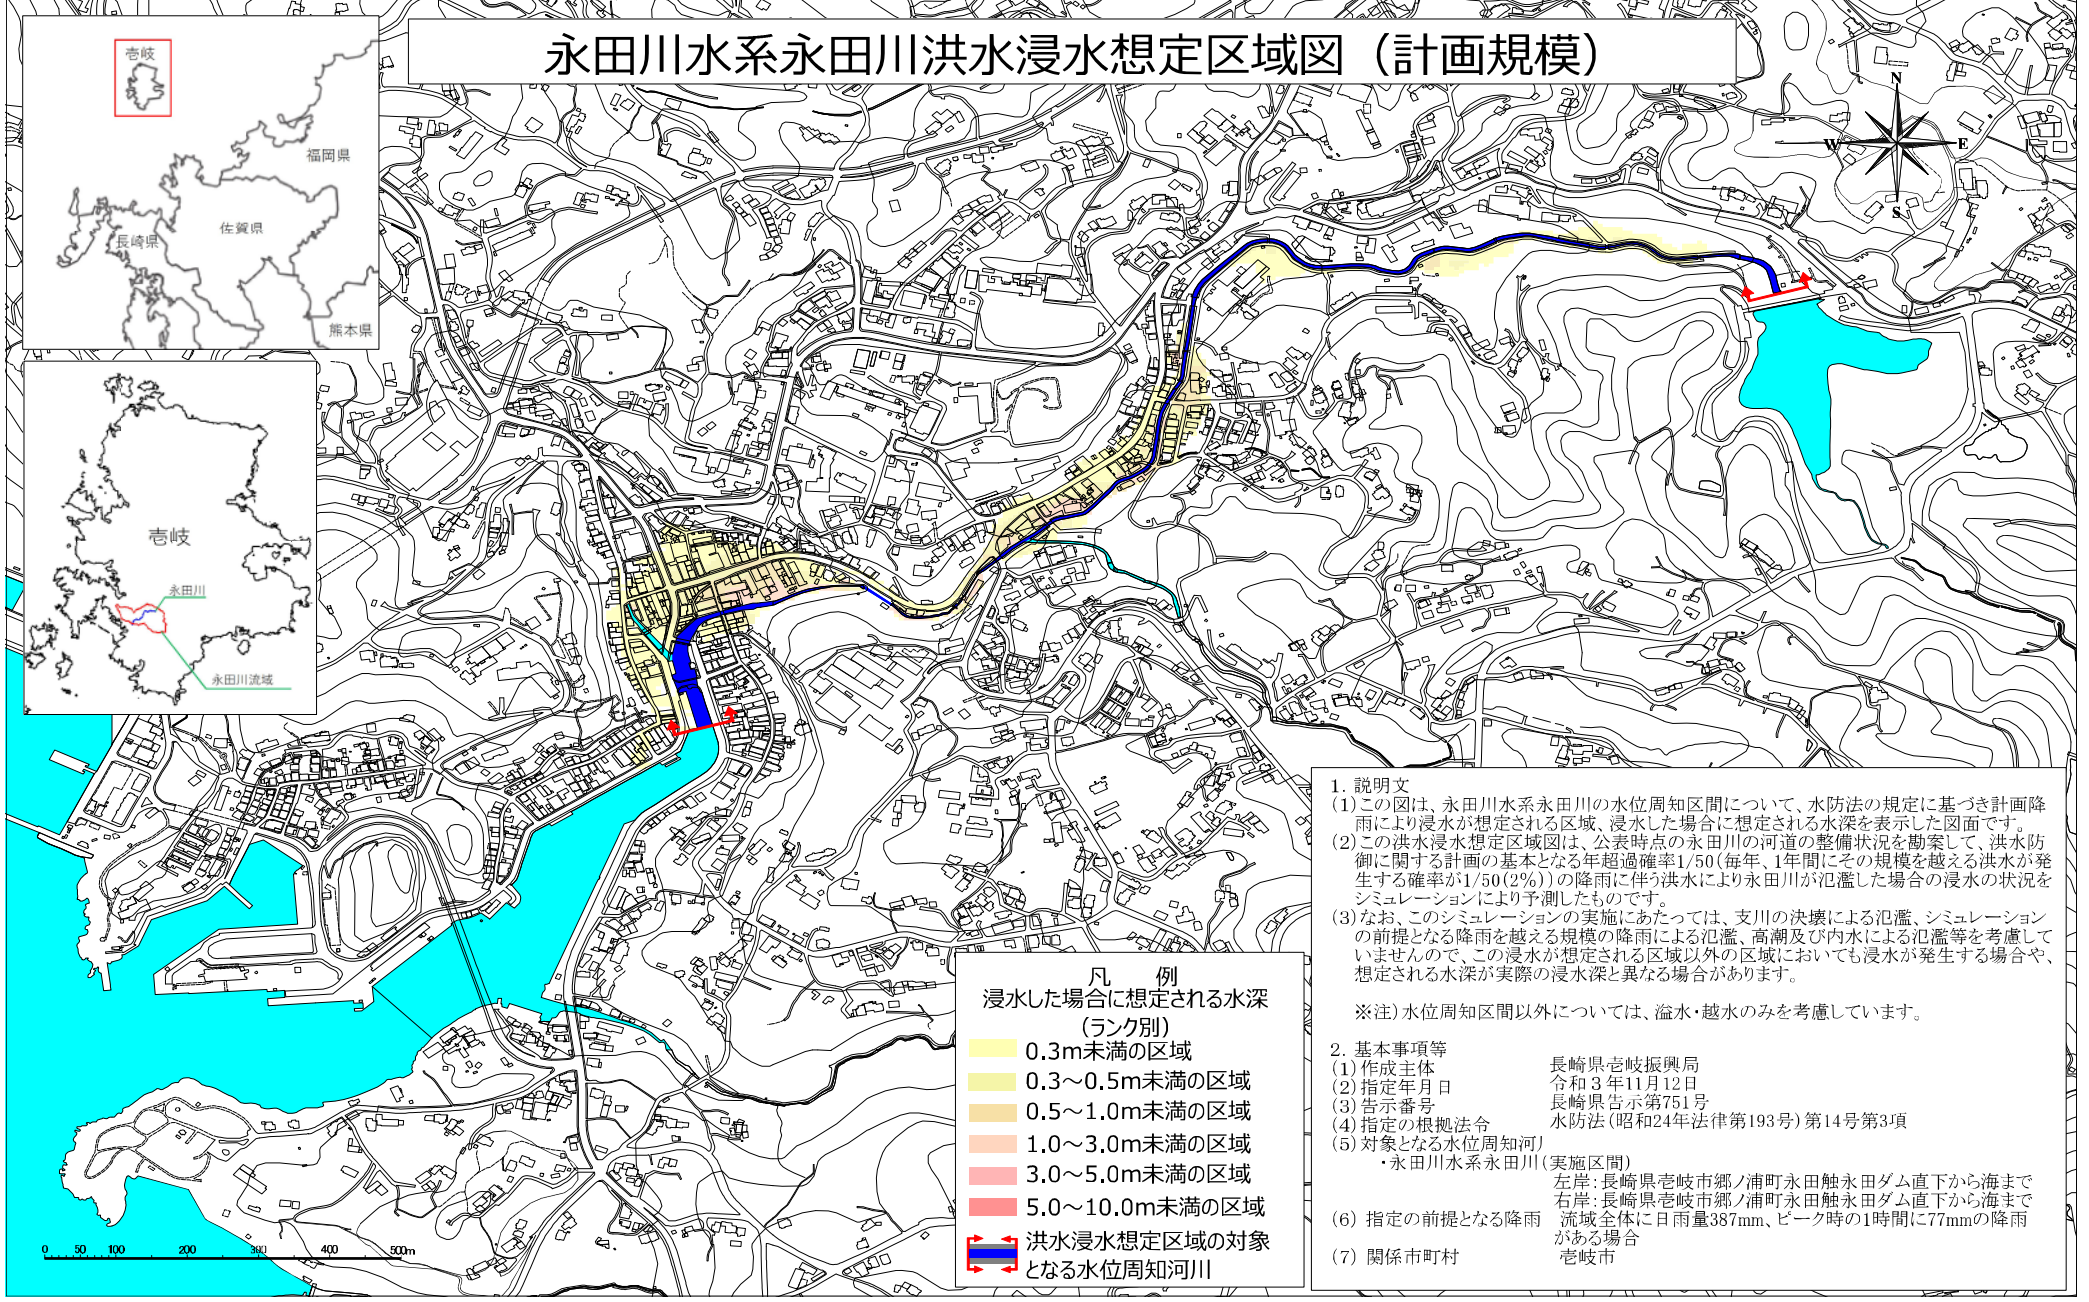 永田川水系永田川洪水浸水想定区域図（計画規模）
壱岐
福岡県
佐賀県
長崎県
熊本県
N
W
E
S
壱岐
永田川
永田川流域
0 50 100 200 300 400 500m
凡　例
浸水した場合に想定される水深
（ランク別）
0.3m未満の区域
0.3～0.5m未満の区域
0.5～1.0m未満の区域
1.0～3.0m未満の区域
3.0～5.0m未満の区域
5.0～10.0m未満の区域
洪水浸水想定区域の対象
となる水位周知河川
1. 説明文
(1)この図は、永田川水系永田川の水位周知区間について、水防法の規定に基づき計画降
雨により浸水が想定される区域、浸水した場合に想定される水深を表示した図面です。
(2)この洪水浸水想定区域図は、公表時点の永田川の河道の整備状況を勘案して、洪水防
御に関する計画の基本となる年超過確率1/50(毎年、1年間にその規模を越える洪水が発
生する確率が1/50(2%))の降雨に伴う洪水により永田川が氾濫した場合の浸水の状況を
シミュレーションにより予測したものです。
(3)なお、このシミュレーションの実施にあたっては、支川の決壊による氾濫、シミュレーション
の前提となる降雨を越える規模の降雨による氾濫、高潮及び内水による氾濫等を考慮して
いませんので、この浸水が想定される区域以外の区域においても浸水が発生する場合や、
想定される水深が実際の浸水深と異なる場合があります。
※注)水位周知区間以外については、溢水・越水のみを考慮しています。
2. 基本事項等
(1)作成主体 長崎県壱岐振興局
(2)指定年月日 令和３年11月12日
(3)告示番号 長崎県告示第751号
(4)指定の根拠法令 水防法(昭和24年法律第193号)第14号第3項
(5)対象となる水位周知河川
・永田川水系永田川(実施区間)
左岸：長崎県壱岐市郷ノ浦町永田触永田ダム直下から海まで
右岸：長崎県壱岐市郷ノ浦町永田触永田ダム直下から海まで
(6) 指定の前提となる降雨 流域全体に日雨量387mm、ピーク時の1時間に77mmの降雨
がある場合
(7) 関係市町村 壱岐市